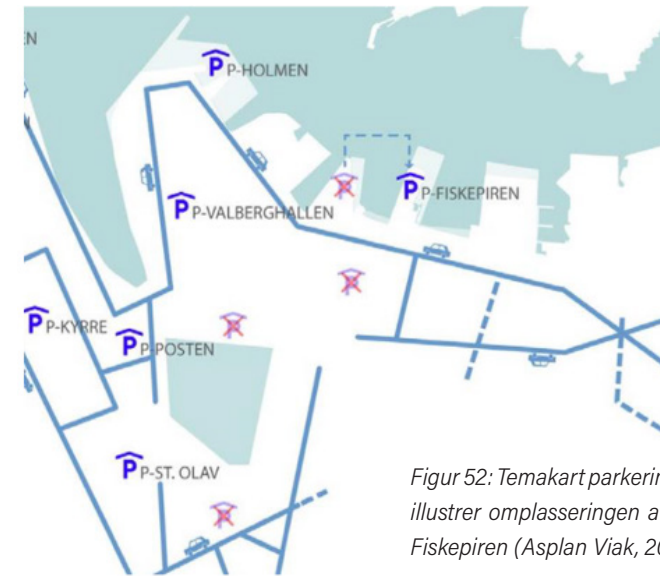 EN
P P-HOLMEN
P P-FISKEPIREN
P P-VALBERGHALLEN
P P-KYRRE
P P-POSTEN
P P-ST. OLAV
Figur 52: Temakart parkerin
illustrer omplasseringen a
Fiskepiren (Asplan Viak, 20